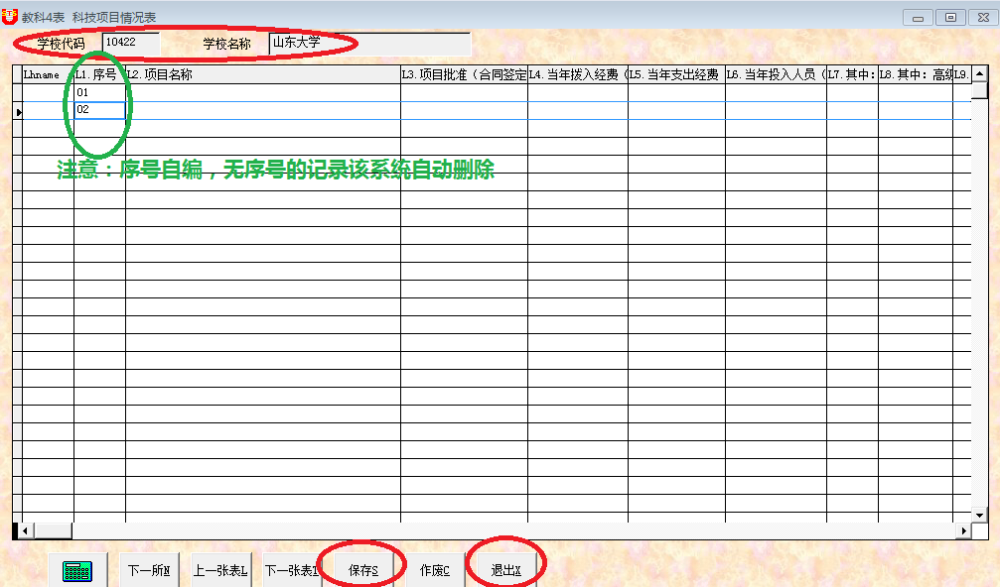 教科4表 科技项目情况表
学校代码 10422 学校名称 山东大学
Lhname L1.序号 L2.项目名称 L3.项目批准（合同签定 L4.当年拨入经费（ L5.当年支出经费 L6.当年投入人员（ L7.其中： L8.其中：高级 L9.
01
02
注意：序号自编，无序号的记录该系统自动删除
下一所N 上一张表L 下一张表T 保存S 作废C 退出X